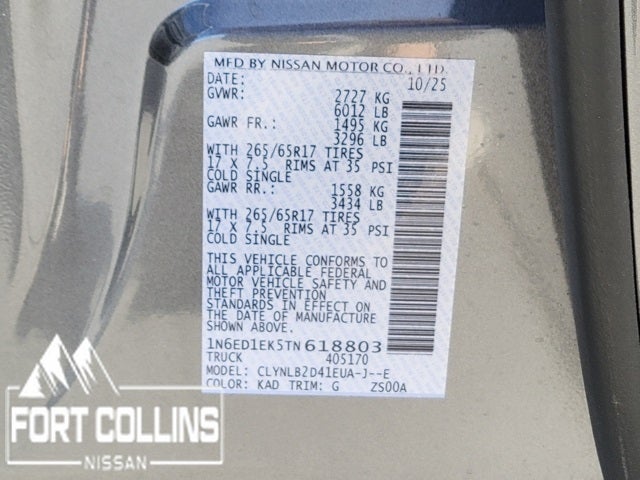 MFD BY NISSAN MOTOR CO., LTD.
DATE: 10/25
GVWR: 2727 KG
6012 LB
GAWR FR.: 1495 KG
3296 LB
WITH 265/65R17 TIRES
17 X 7.5 RIMS AT 35 PSI
COLD SINGLE
GAWR RR.: 1558 KG
3434 LB
WITH 265/65R17 TIRES
17 X 7.5 RIMS AT 35 PSI
COLD SINGLE
THIS VEHICLE CONFORMS TO
ALL APPLICABLE FEDERAL
MOTOR VEHICLE SAFETY AND
THEFT PREVENTION
STANDARDS IN EFFECT ON
THE DATE OF MANUFACTURE
SHOWN ABOVE.
1N6ED1EK5TN618803
TRUCK 405170
MODEL: CLYNLB2D41EUA-J--E
COLOR: KAD TRIM: G ZS00A
FORT COLLINS
NISSAN